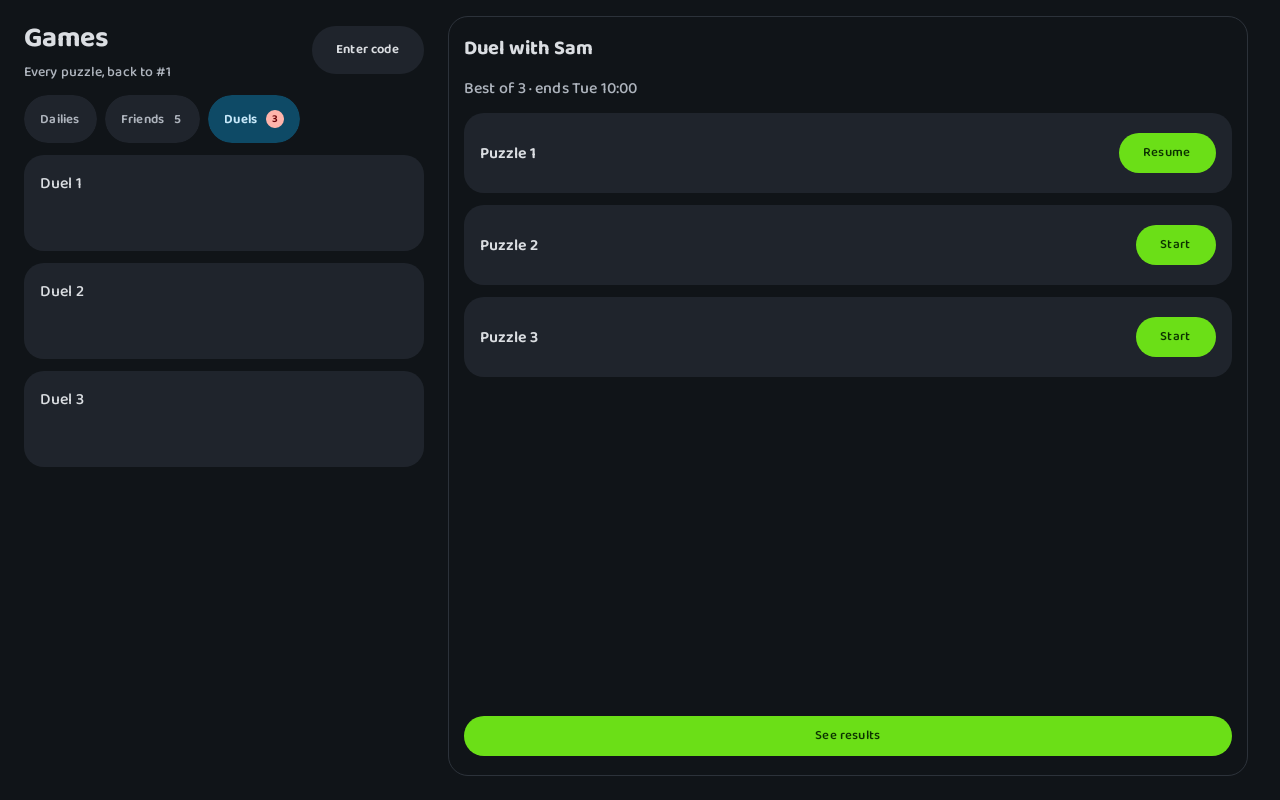 Games
Every puzzle, back to #1
Enter code
Dailies
Friends 5
Duels 3
Duel 1
Duel 2
Duel 3
Duel with Sam
Best of 3 · ends Tue 10:00
Puzzle 1
Resume
Puzzle 2
Start
Puzzle 3
Start
See results